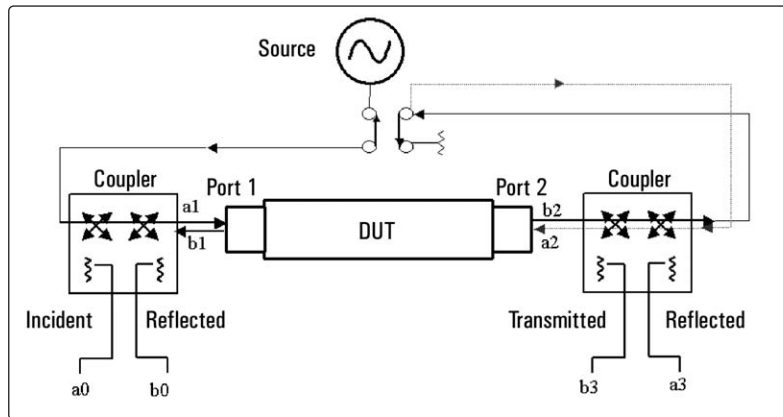 Source
Coupler
Port 1
Port 2
Coupler
a1
b1
DUT
b2
a2
Incident
Reflected
Transmitted
Reflected
a0
b0
b3
a3